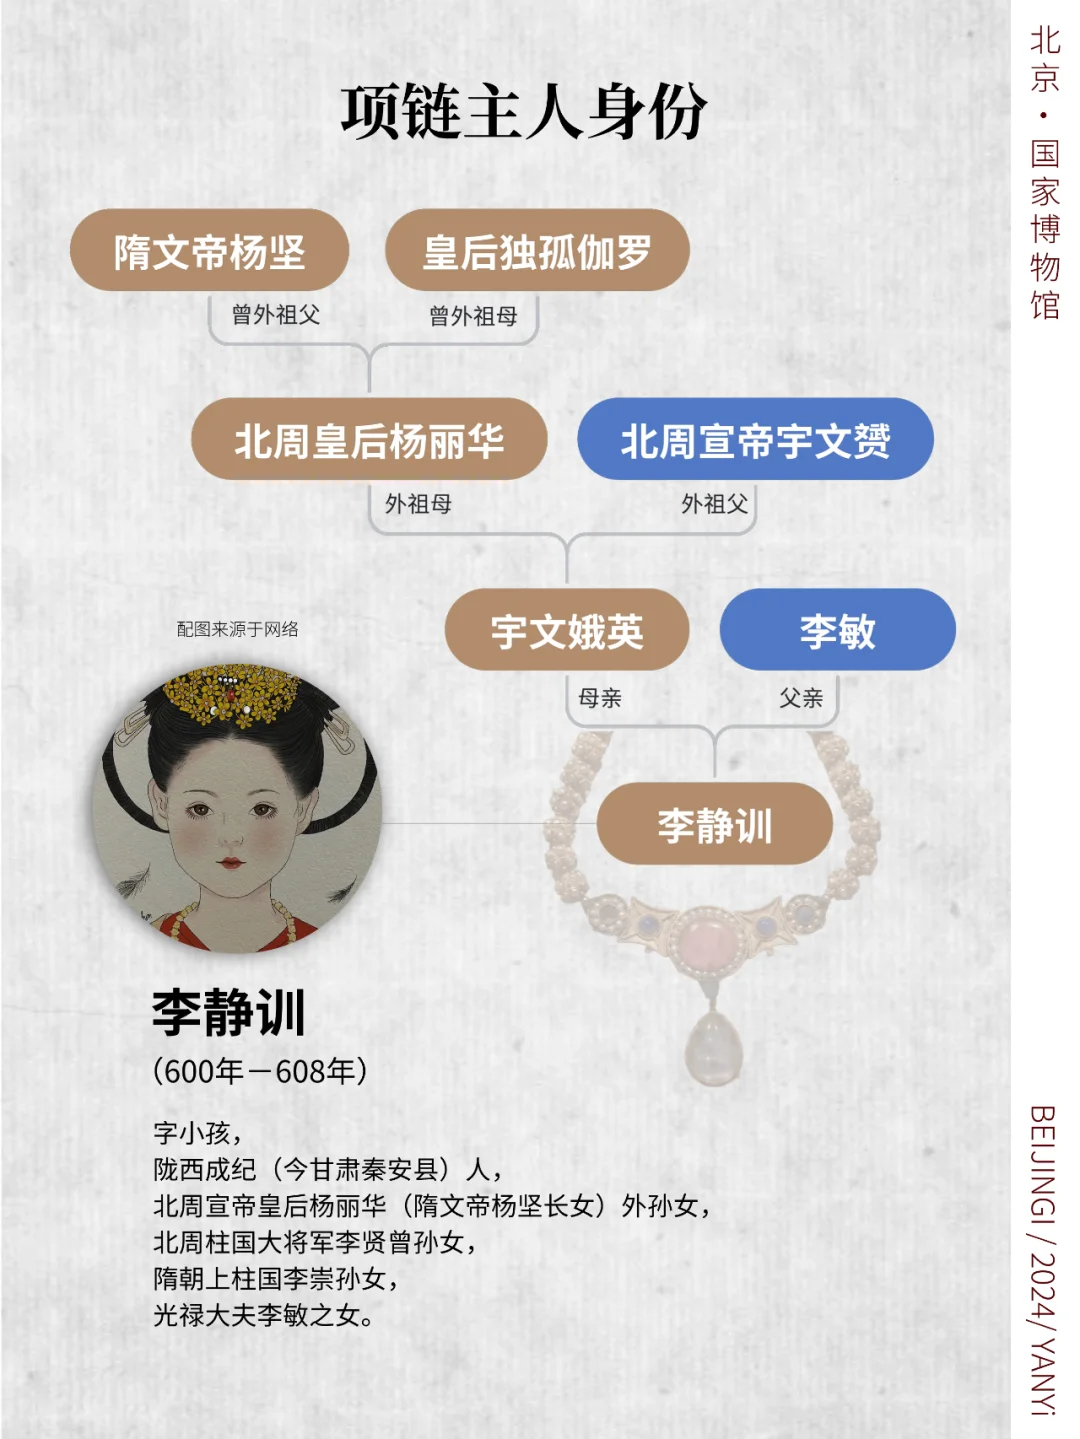 项链主人身份
隋文帝杨坚
皇后独孤伽罗
曾外祖父
曾外祖母
北周皇后杨丽华
北周宣帝宇文赟
外祖母
外祖父
宇文娥英
李敏
母亲
父亲
配图来源于网络
李静训
李静训
(600年－608年)
字小孩，
陇西成纪（今甘肃秦安县）人，
北周宣帝皇后杨丽华（隋文帝杨坚长女）外孙女，
北周柱国大将军李贤曾孙女，
隋朝上柱国李崇孙女，
光禄大夫李敏之女。
北京·国家博物馆
BEIJINGI / 2024/ YANYi